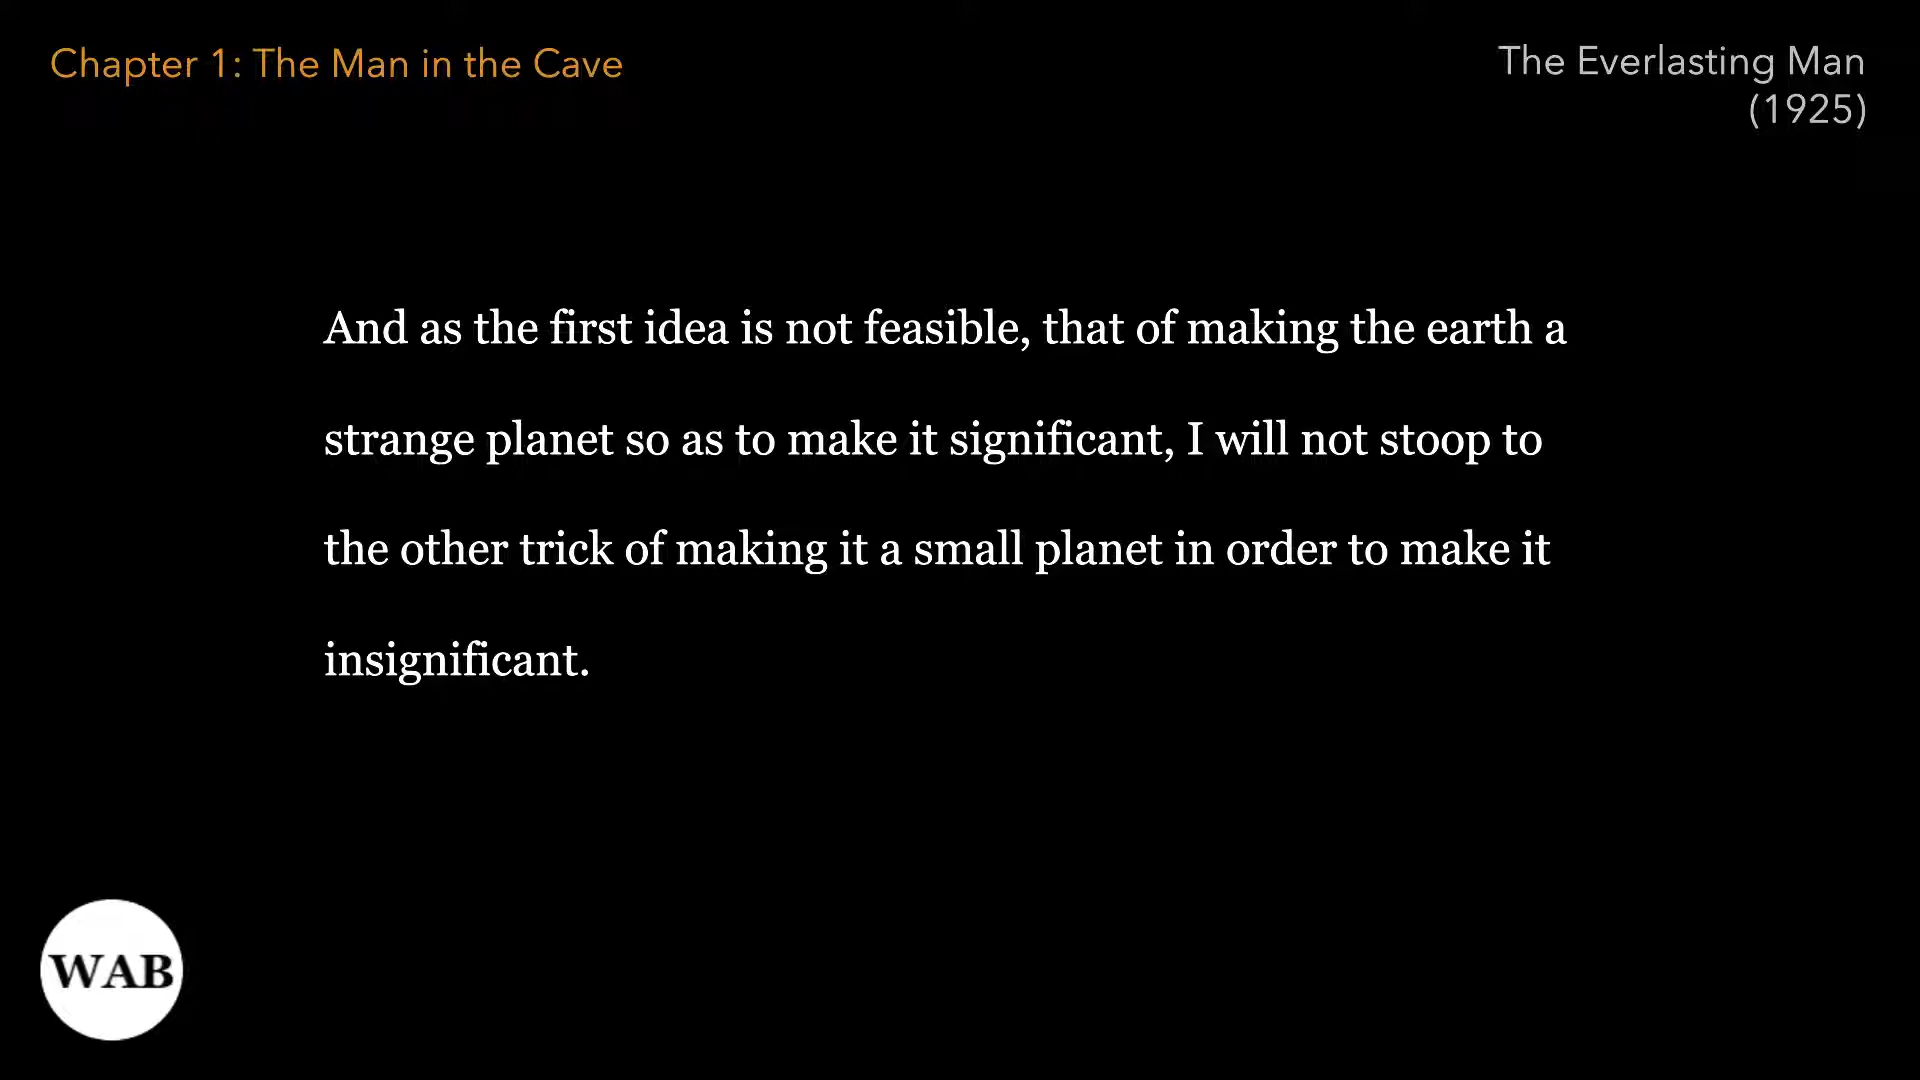 Chapter 1: The Man in the Cave
The Everlasting Man
(1925)
And as the first idea is not feasible, that of making the earth a
strange planet so as to make it significant, I will not stoop to
the other trick of making it a small planet in order to make it
insignificant.
WAB